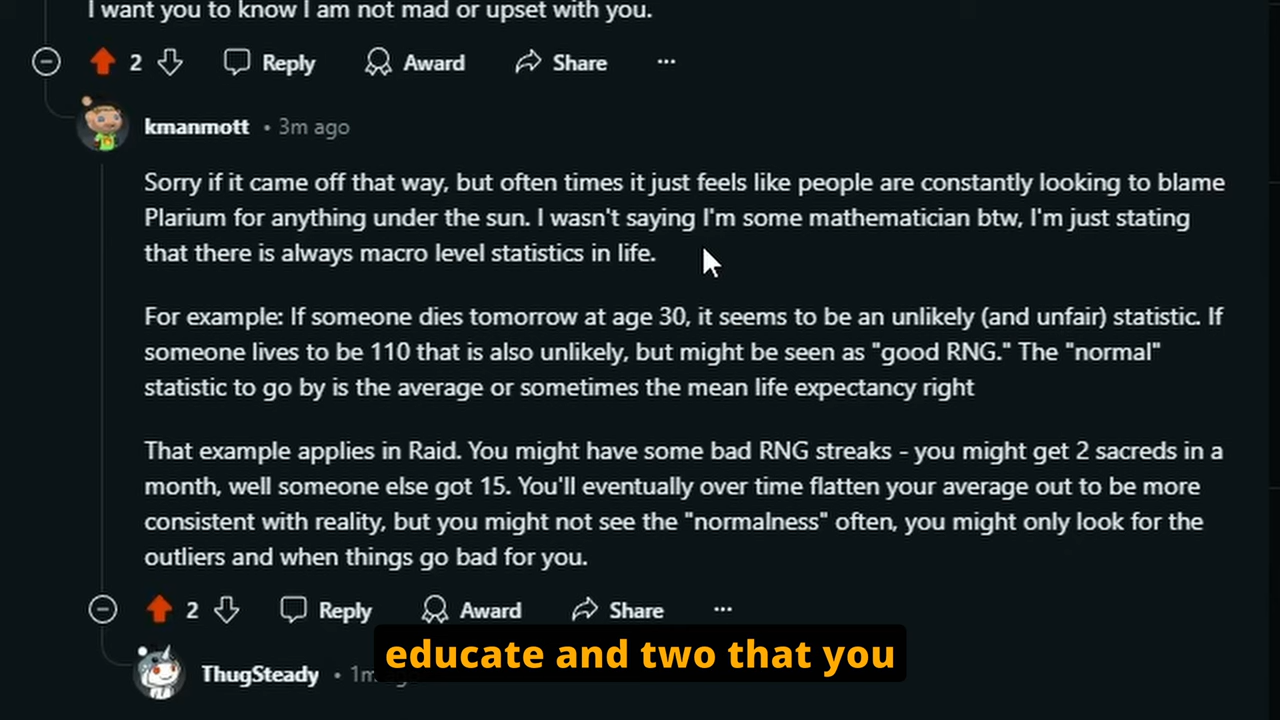 I want you to know I am not mad or upset with you.
2 Reply Award Share ...
kmanmott • 3m ago
Sorry if it came off that way, but often times it just feels like people are constantly looking to blame
Plarium for anything under the sun. I wasn't saying I'm some mathematician btw, I'm just stating
that there is always macro level statistics in life.
For example: If someone dies tomorrow at age 30, it seems to be an unlikely (and unfair) statistic. If
someone lives to be 110 that is also unlikely, but might be seen as "good RNG." The "normal"
statistic to go by is the average or sometimes the mean life expectancy right
That example applies in Raid. You might have some bad RNG streaks - you might get 2 sacreds in a
month, well someone else got 15. You'll eventually over time flatten your average out to be more
consistent with reality, but you might not see the "normalness" often, you might only look for the
outliers and when things go bad for you.
2 Reply Award Share ...
educate and two that you
ThugSteady •